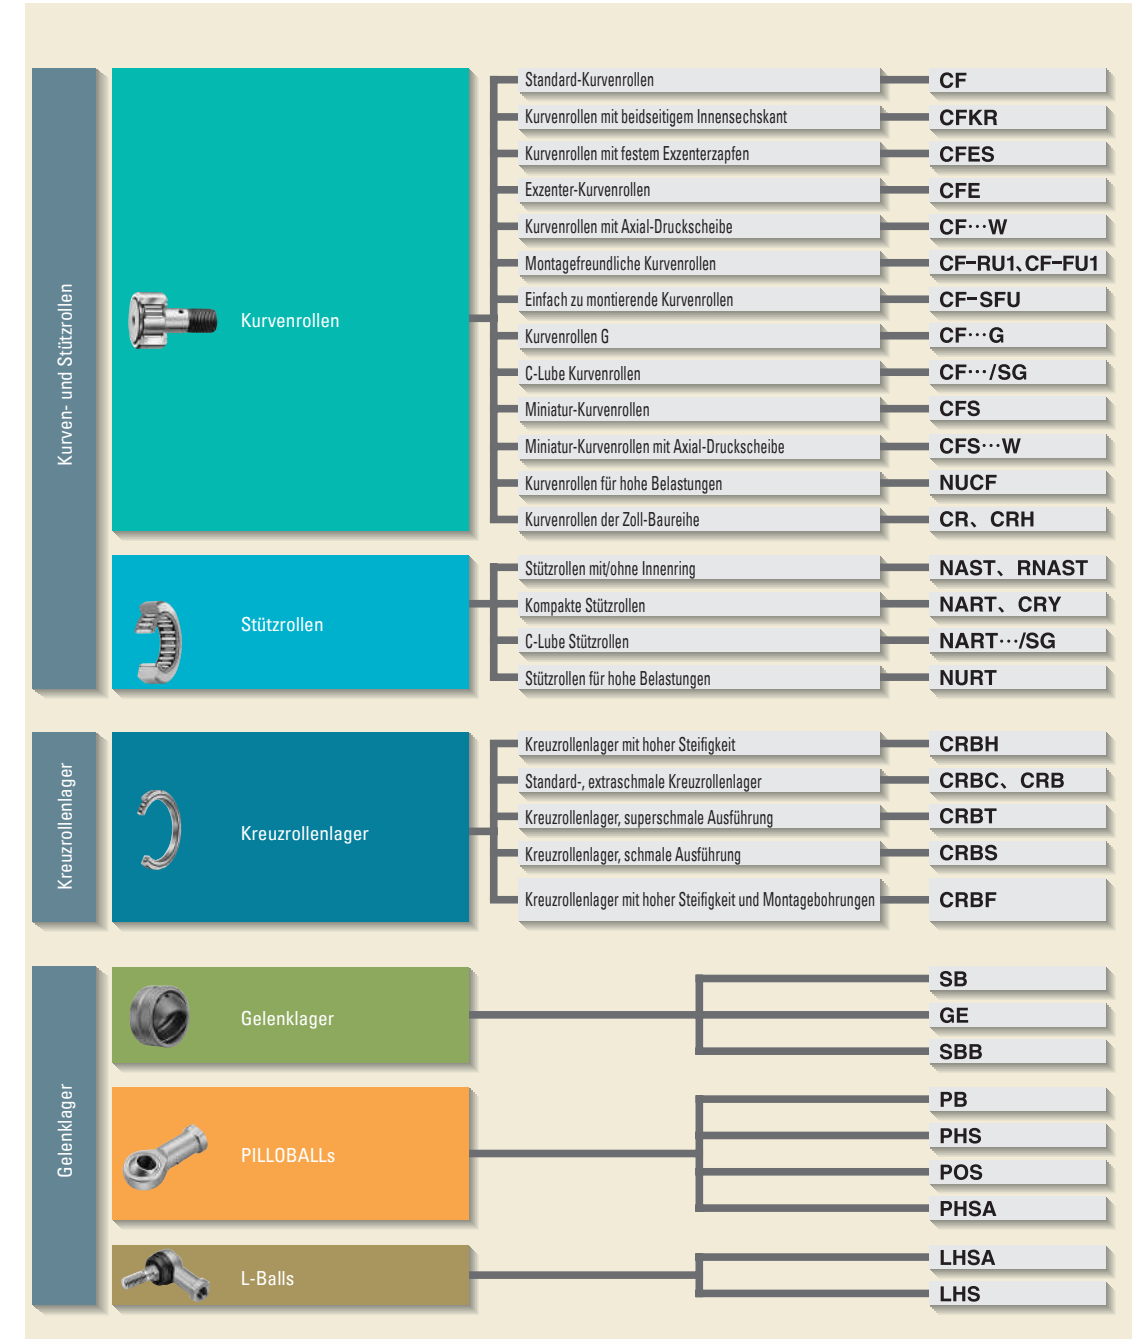 Kurven- und Stützrollen
Kurvenrollen
Standard-Kurvenrollen CF
Kurvenrollen mit beidseitigem Innensechskant CFKR
Kurvenrollen mit festem Exzenterzapfen CFES
Exzenter-Kurvenrollen CFE
Kurvenrollen mit Axial-Druckscheibe CF···W
Montagefreundliche Kurvenrollen CF-RU1、CF-FU1
Einfach zu montierende Kurvenrollen CF-SFU
Kurvenrollen G CF···G
C-Lube Kurvenrollen CF···/SG
Miniatur-Kurvenrollen CFS
Miniatur-Kurvenrollen mit Axial-Druckscheibe CFS···W
Kurvenrollen für hohe Belastungen NUCF
Kurvenrollen der Zoll-Baureihe CR、CRH
Stützrollen
Stützrollen mit/ohne Innenring NAST、RNAST
Kompakte Stützrollen NART、CRY
C-Lube Stützrollen NART···/SG
Stützrollen für hohe Belastungen NURT
Kreuzrollenlager
Kreuzrollenlager
Kreuzrollenlager mit hoher Steifigkeit CRBH
Standard-, extraschmale Kreuzrollenlager CRBC、CRB
Kreuzrollenlager, superschmale Ausführung CRBT
Kreuzrollenlager, schmale Ausführung CRBS
Kreuzrollenlager mit hoher Steifigkeit und Montagebohrungen CRBF
Gelenklager
Gelenklager
SB
GE
SBB
PILLOBALLs
PB
PHS
POS
PHSA
L-Balls
LHSA
LHS